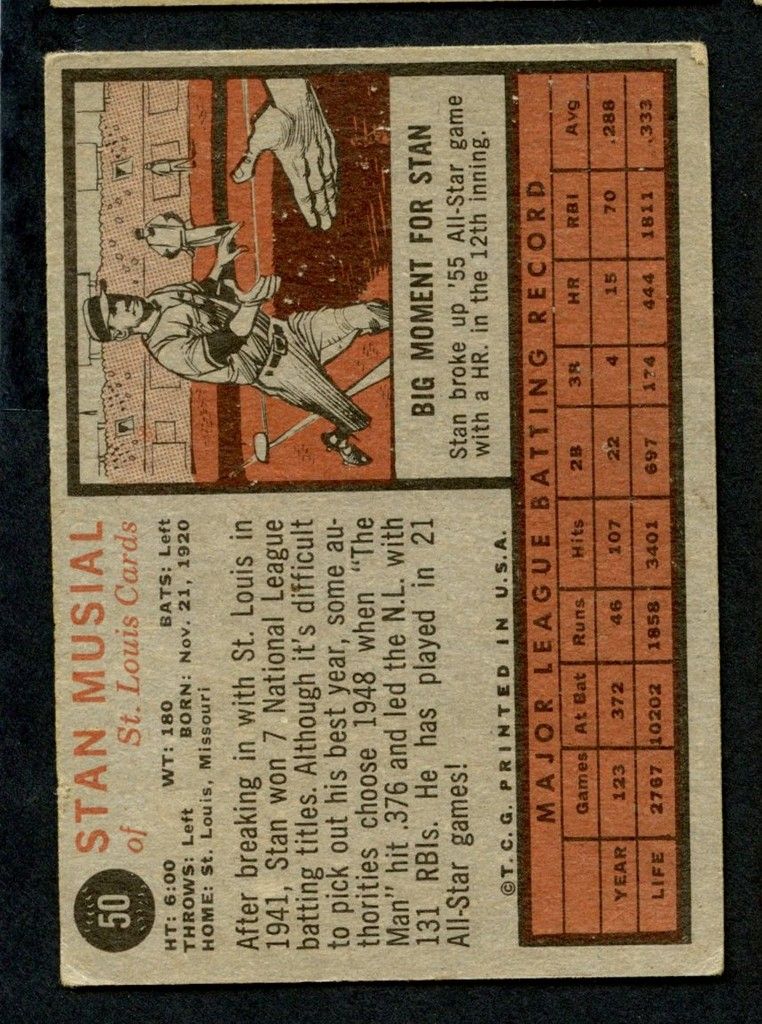 50
STAN MUSIAL
of St. Louis Cards
HT: 6:00 WT: 180 BATS: Left
THROWS: Left BORN: Nov. 21, 1920
HOME: St. Louis, Missouri
After breaking in with St. Louis in
1941, Stan won 7 National League
batting titles. Although it's difficult
to pick out his best year, some au-
thorities choose 1948 when "The
Man" hit .376 and led the N.L. with
131 RBIs. He has played in 21
All-Star games!
©T.C.G. PRINTED IN U.S.A.
BIG MOMENT FOR STAN
Stan broke up '55 All-Star game
with a HR. in the 12th inning.
MAJOR LEAGUE BATTING RECORD
Games At Bat Runs Hits 2B 3B HR RBI Avg
YEAR 123 372 46 107 22 4 15 70 .288
LIFE 2767 10202 1858 3401 697 174 444 1811 .333